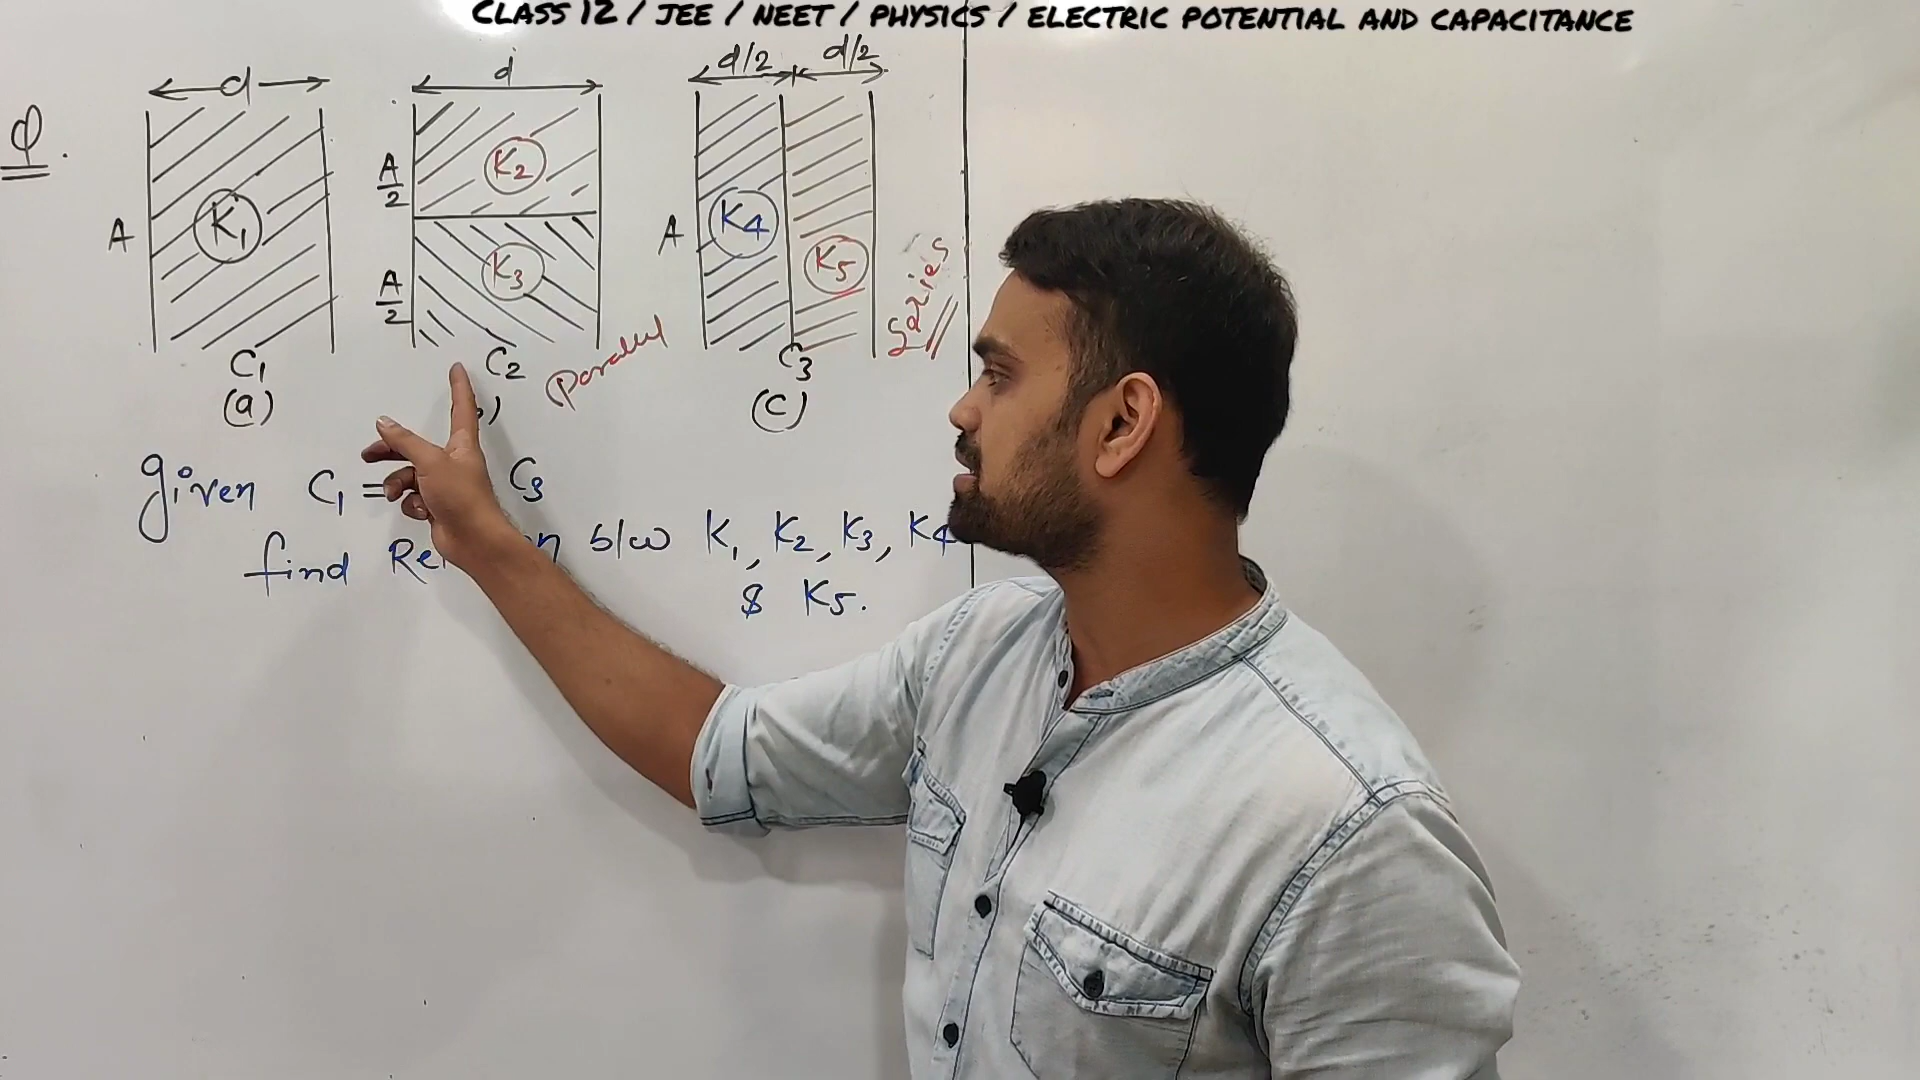 CLASS 12 / JEE / NEET / PHYSICS / ELECTRIC POTENTIAL AND CAPACITANCE
Q.
d
d
d/2 d/2
A
K1
A/2
K2
A/2
K3
A
K4
K5
C1
C2
C3
(a)
(c)
Parallel
Series
given C1 = C3
find b/w K1, K2, K3, K4
& K5.